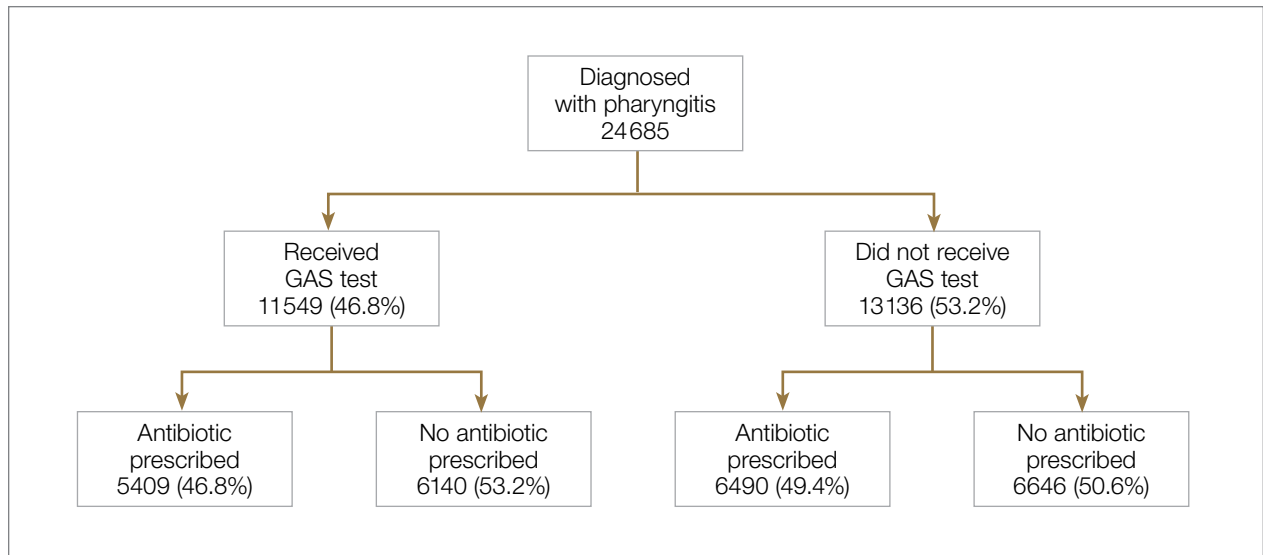 Diagnosed
with pharyngitis
24685
Received
GAS test
11549 (46.8%)
Did not receive
GAS test
13136 (53.2%)
Antibiotic
prescribed
5409 (46.8%)
No antibiotic
prescribed
6140 (53.2%)
Antibiotic
prescribed
6490 (49.4%)
No antibiotic
prescribed
6646 (50.6%)